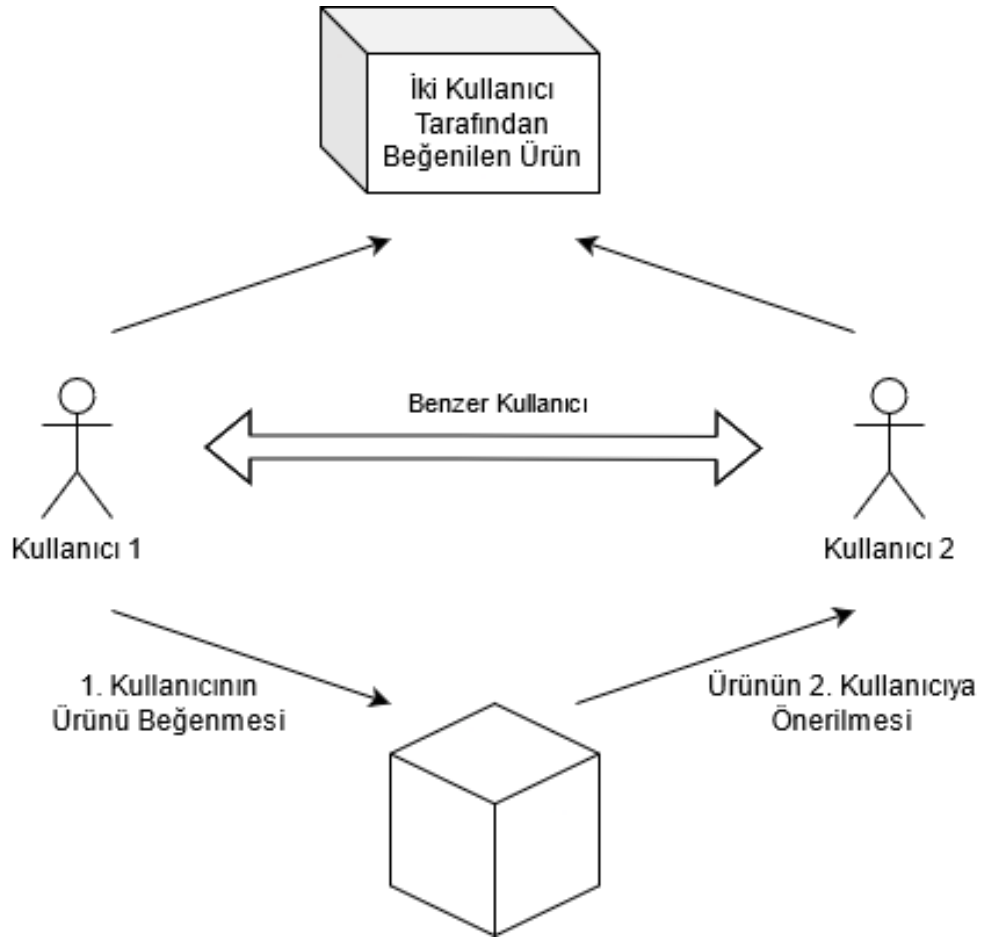 İki Kullanıcı
Tarafından
Beğenilen Ürün
Benzer Kullanıcı
Kullanıcı 1
Kullanıcı 2
1. Kullanıcının
Ürünü Beğenmesi
Ürünün 2. Kullanıcıya
Önerilmesi